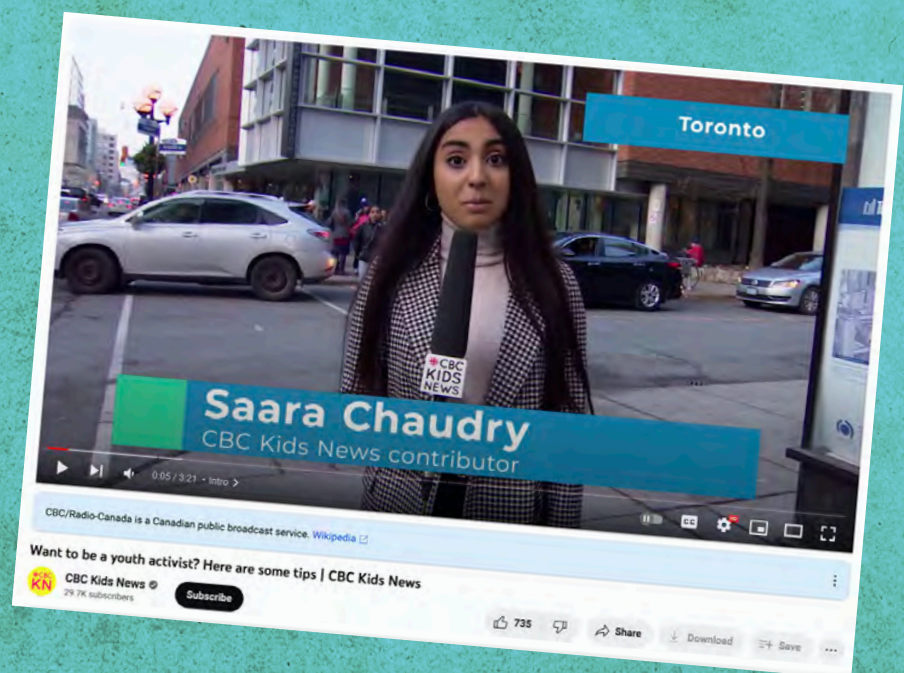 Toronto
CBC
KIDS
NEWS
Saara Chaudry
CBC Kids News contributor
0:05 / 3:21 • Intro >
CC
CBC/Radio-Canada is a Canadian public broadcast service. Wikipedia
Want to be a youth activist? Here are some tips | CBC Kids News
CBC
KN
CBC Kids News
29.7K subscribers
Subscribe
735
Share
Download
Save